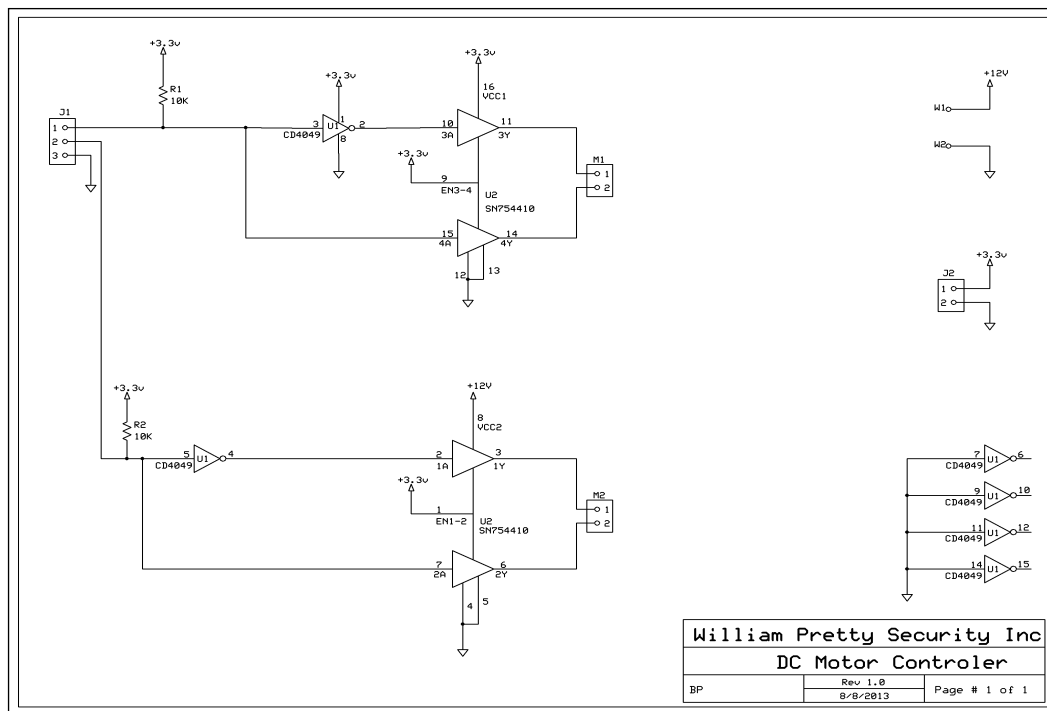 +3.3v
R1
10K
J1
1
2
3
+3.3v
3
U1
1
8
2
CD4049
+3.3v
16
VCC1
10
3A
11
3Y
+3.3v
9
EN3-4
U2
SN754410
M1
1
2
15
4A
14
4Y
12
13
+3.3v
R2
10K
5
U1
4
CD4049
+12V
8
VCC2
2
1A
3
1Y
+3.3v
1
EN1-2
U2
SN754410
M2
1
2
7
2A
6
2Y
4
5
+12V
W1
W2
+3.3v
J2
1
2
7
U1
6
CD4049
9
U1
10
CD4049
11
U1
12
CD4049
14
U1
15
CD4049
William Pretty Security Inc
DC Motor Controler
BP
Rev 1.0
8/8/2013
Page # 1 of 1